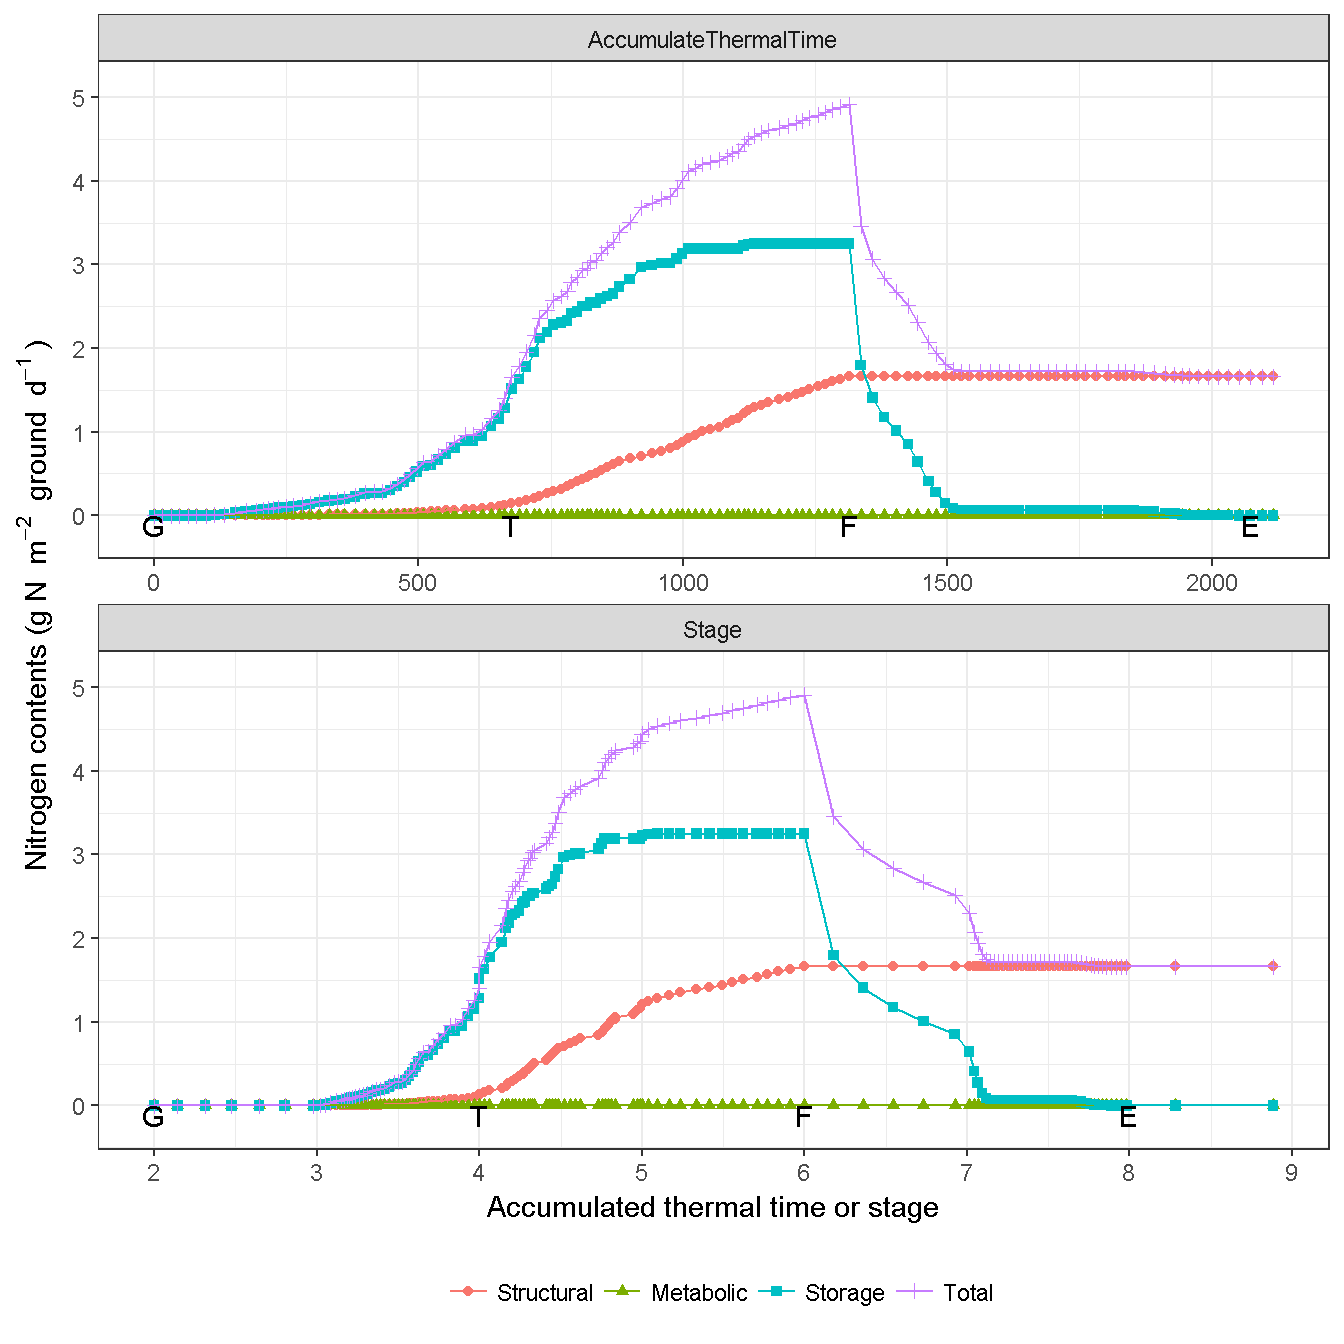 AccumulateThermalTime
5
4
3
2
1
0
G T F E
0 500 1000 1500 2000
Nitrogen contents (g N m⁻² ground d⁻¹)
Stage
5
4
3
2
1
0
G T F E
2 3 4 5 6 7 8 9
Accumulated thermal time or stage
Structural Metabolic Storage Total